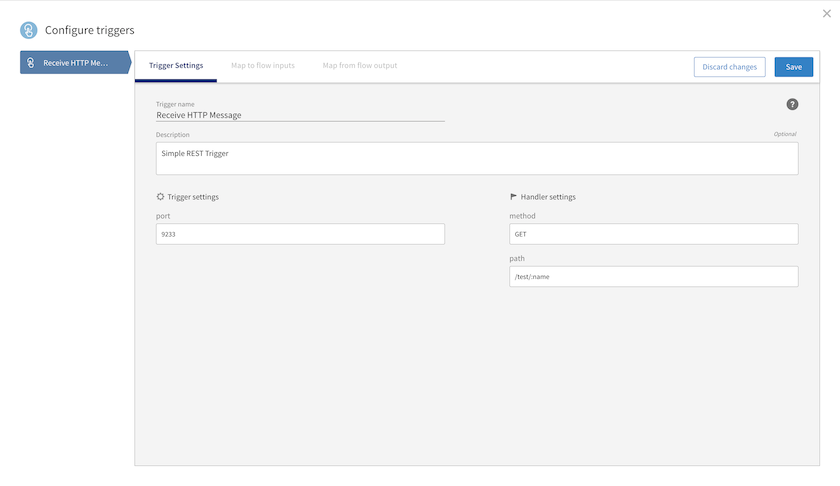 Configure triggers
Receive HTTP Me...
Trigger Settings
Map to flow inputs
Map from flow output
Discard changes
Save
Trigger name
?
Receive HTTP Message
Description
Optional
Simple REST Trigger
Trigger settings
Handler settings
port
method
9233
GET
path
/test/:name